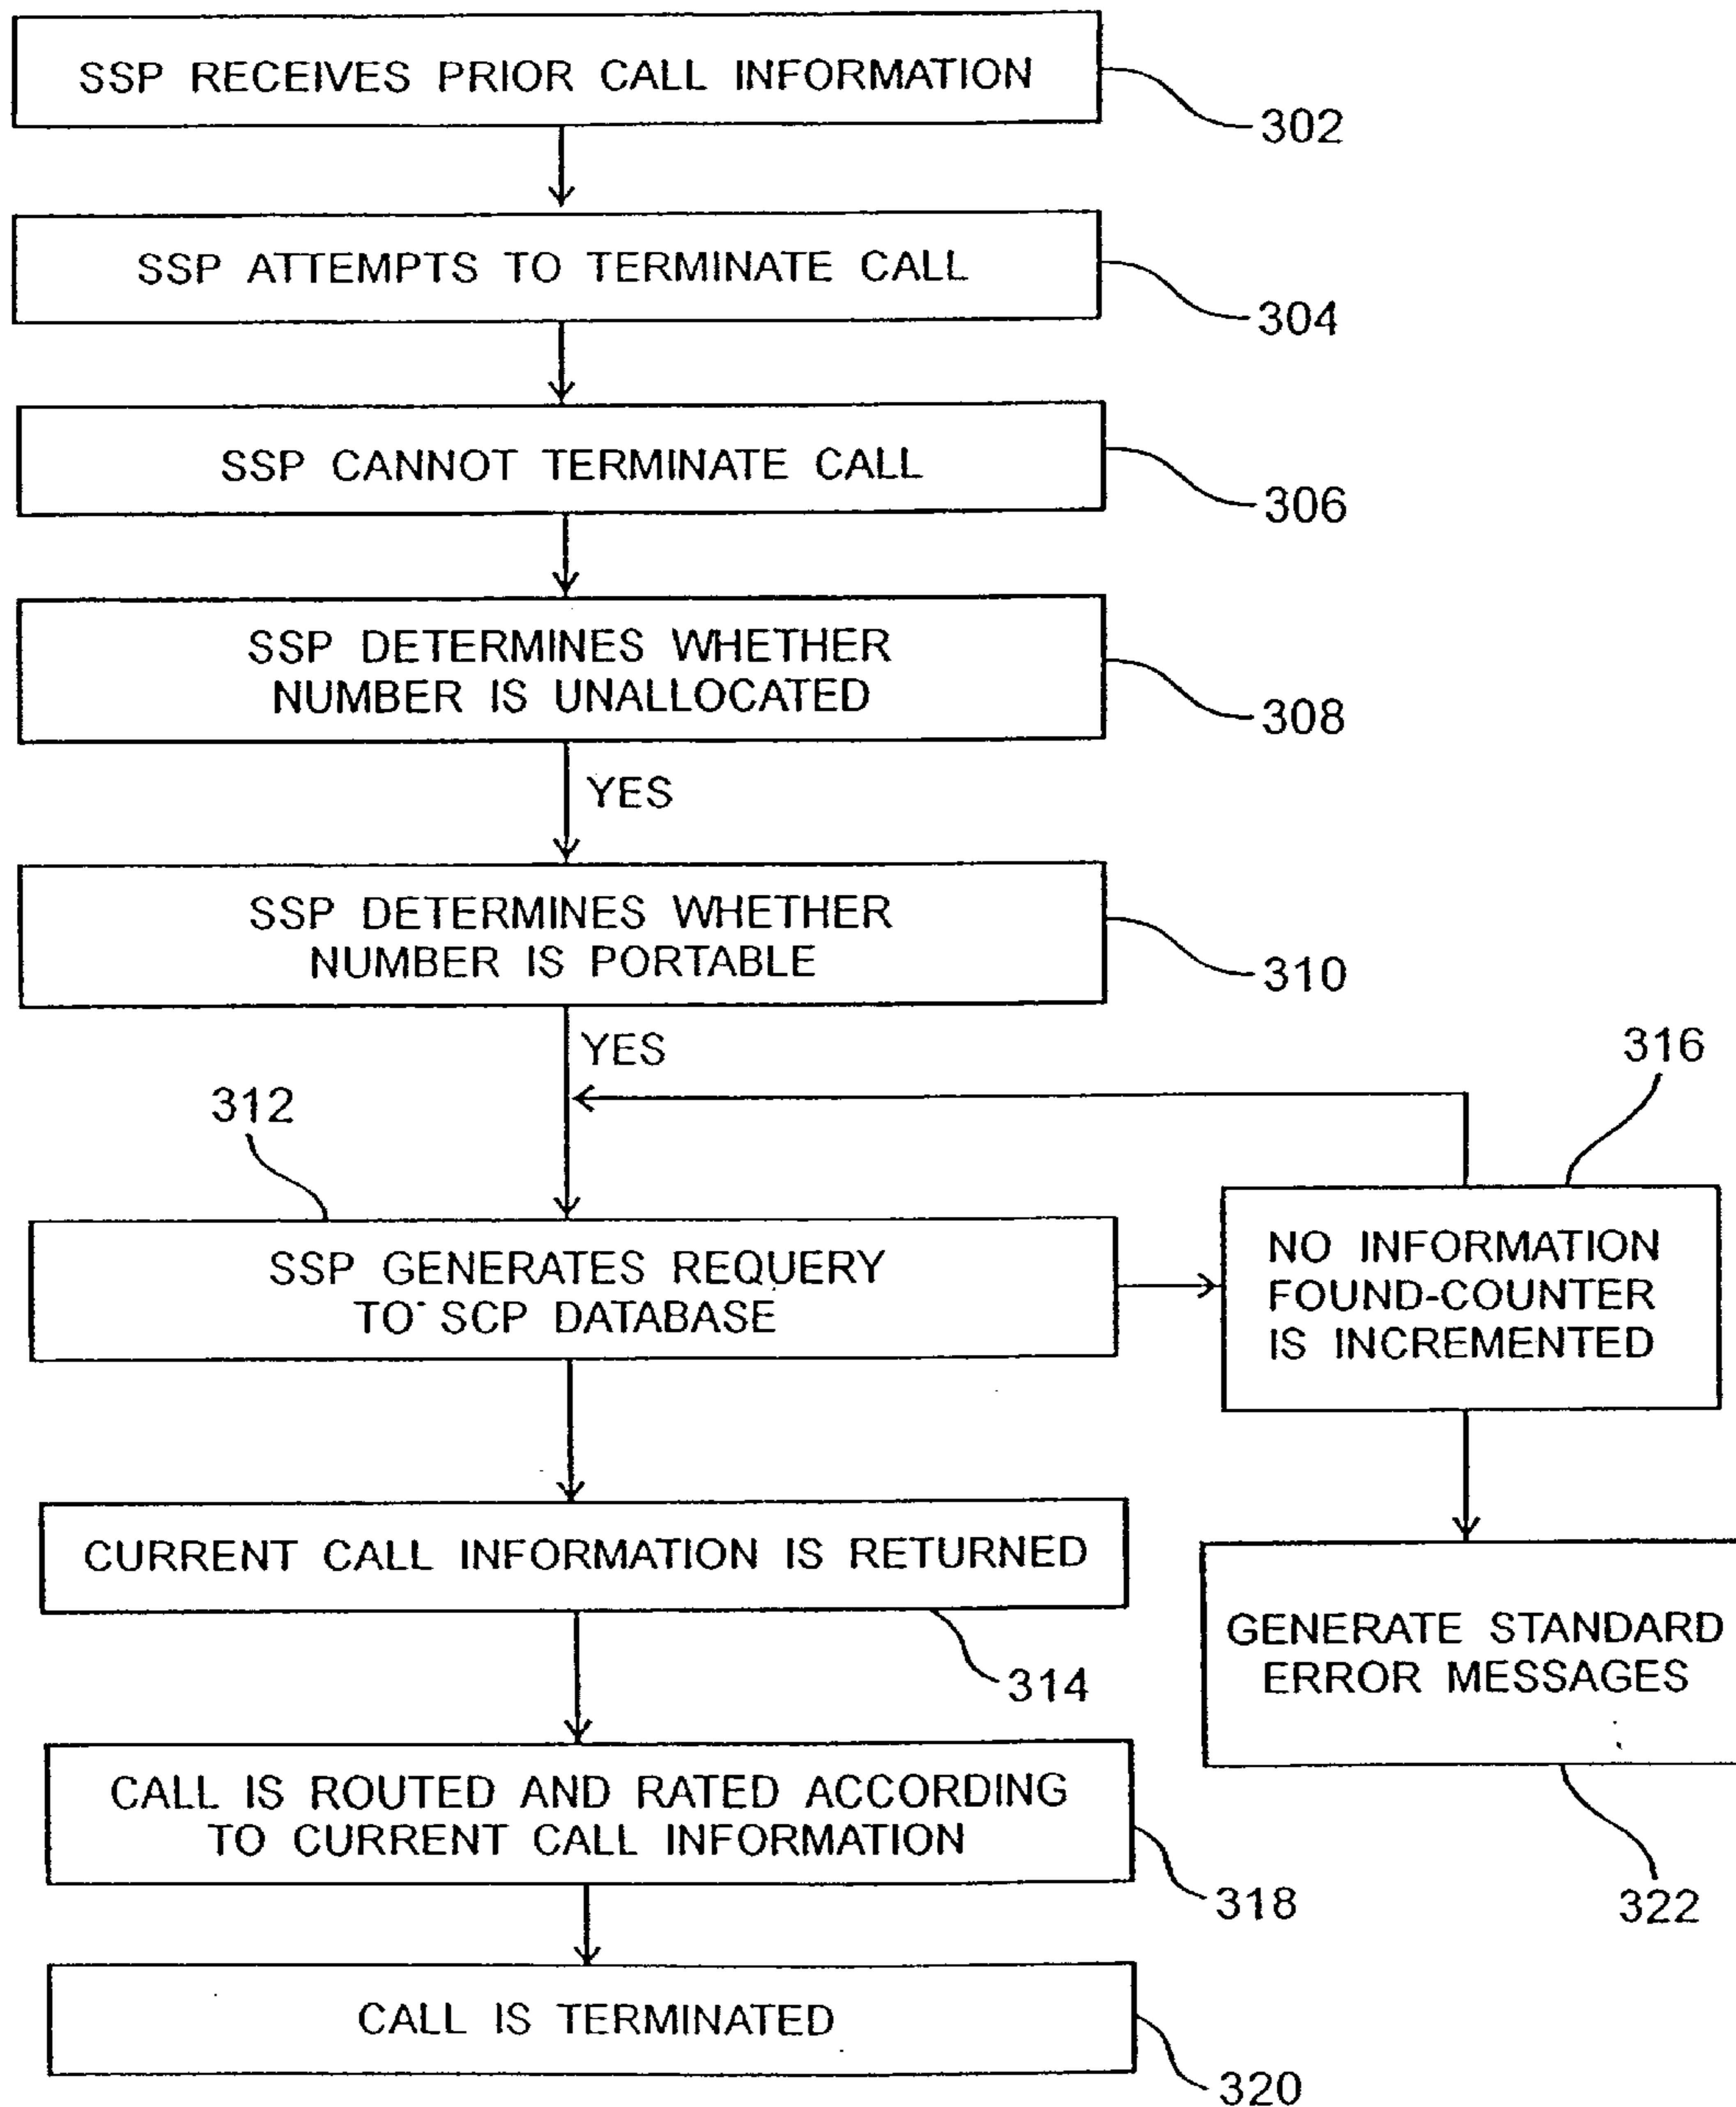 SSP RECEIVES PRIOR CALL INFORMATION
302
SSP ATTEMPTS TO TERMINATE CALL
304
SSP CANNOT TERMINATE CALL
306
SSP DETERMINES WHETHER
NUMBER IS UNALLOCATED
308
YES
SSP DETERMINES WHETHER
NUMBER IS PORTABLE
310
YES
316
312
SSP GENERATES REQUERY
TO SCP DATABASE
NO INFORMATION
FOUND-COUNTER
IS INCREMENTED
CURRENT CALL INFORMATION IS RETURNED
314
GENERATE STANDARD
ERROR MESSAGES
322
CALL IS ROUTED AND RATED ACCORDING
TO CURRENT CALL INFORMATION
318
CALL IS TERMINATED
320